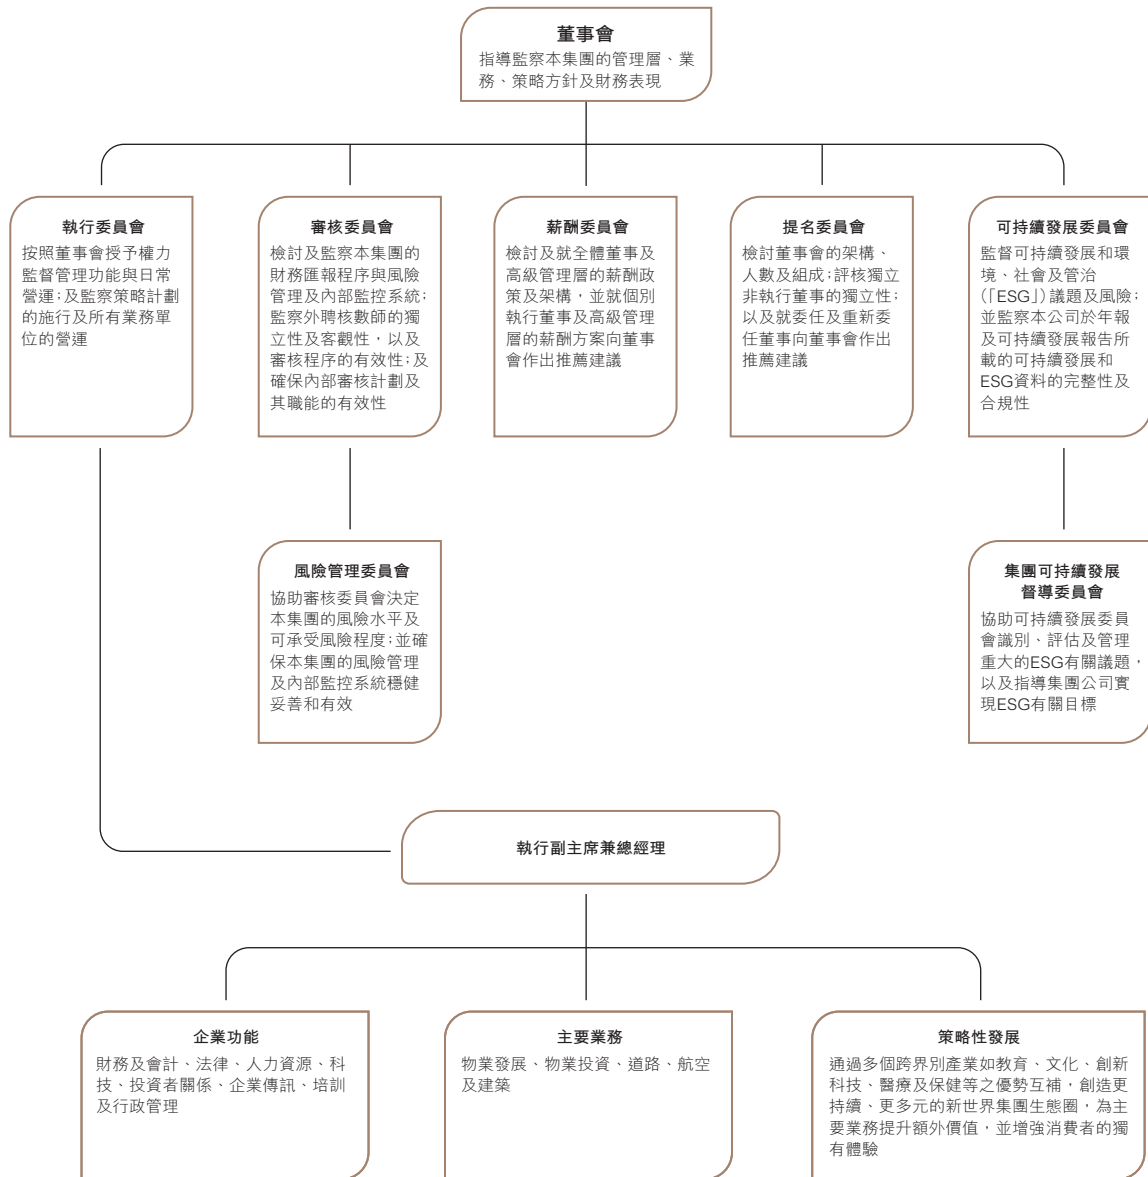 董事會
指導監察本集團的管理層、業
務、策略方針及財務表現
執行委員會
按照董事會授予權力
監督管理功能與日常
營運；及監察策略計劃
的施行及所有業務單
位的營運
審核委員會
檢討及監察本集團的
財務匯報程序與風險
管理及內部監控系統；
監察外聘核數師的獨
立性及客觀性，以及
審核程序的有效性；及
確保內部審核計劃及
其職能的有效性
薪酬委員會
檢討及就全體董事及
高級管理層的薪酬政
策及架構，並就個別
執行董事及高級管理
層的薪酬方案向董事
會作出推薦建議
提名委員會
檢討董事會的架構、
人數及組成；評核獨立
非執行董事的獨立性；
以及就委任及重新委
任董事向董事會作出
推薦建議
可持續發展委員會
監督可持續發展和環
境、社會及管治
（「ESG」）議題及風險；
並監察本公司於年報
及可持續發展報告所
載的可持續發展和
ESG資料的完整性及
合規性
風險管理委員會
協助審核委員會決定
本集團的風險水平及
可承受風險程度；並確
保本集團的風險管理
及內部監控系統穩健
妥善和有效
集團可持續發展
督導委員會
協助可持續發展委員
會識別、評估及管理
重大的ESG有關議題，
以及指導集團公司實
現ESG有關目標
執行副主席兼總經理
企業功能
財務及會計、法律、人力資源、科
技、投資者關係、企業傳訊、培訓
及行政管理
主要業務
物業發展、物業投資、道路、航空
及建築
策略性發展
通過多個跨界別產業如教育、文化、創新
科技、醫療及保健等之優勢互補，創造更
持續、更多元的新世界集團生態圈，為主
要業務提升額外價值，並增強消費者的獨
有體驗